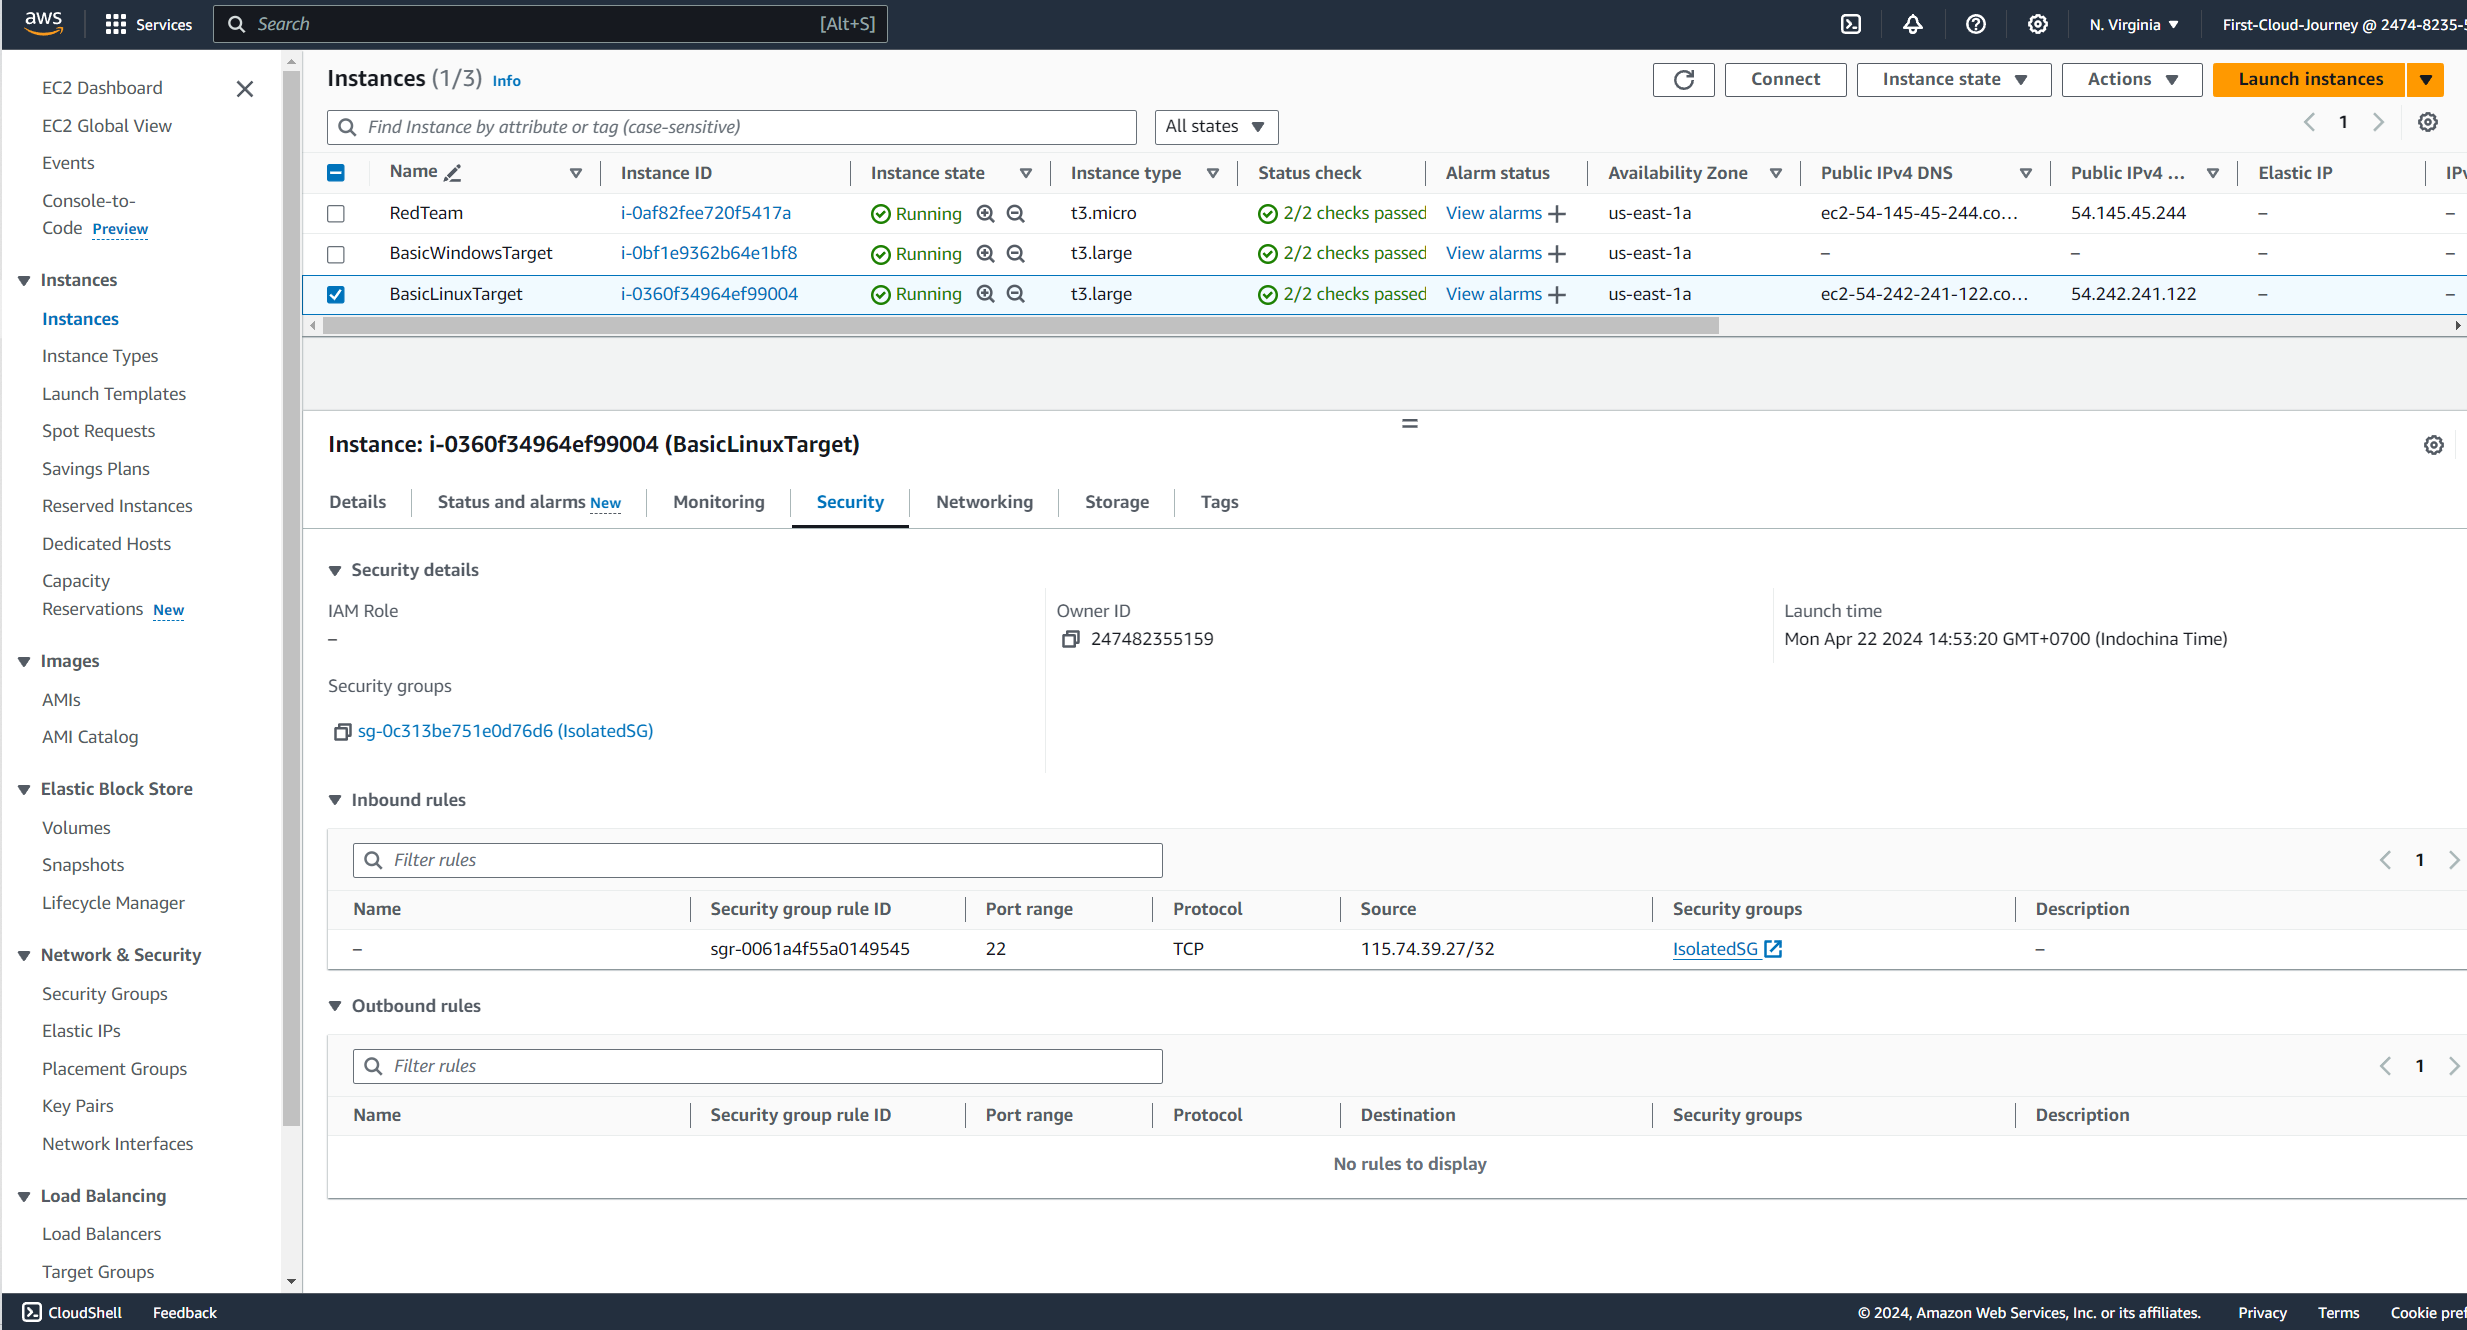 aws Services Search [Alt+S] N. Virginia First-Cloud-Journey @ 2474-8235-5
EC2 Dashboard
EC2 Global View
Events
Console-to-
Code Preview
Instances
Instances
Instance Types
Launch Templates
Spot Requests
Savings Plans
Reserved Instances
Dedicated Hosts
Capacity
Reservations New
Images
AMIs
AMI Catalog
Elastic Block Store
Volumes
Snapshots
Lifecycle Manager
Network & Security
Security Groups
Elastic IPs
Placement Groups
Key Pairs
Network Interfaces
Load Balancing
Load Balancers
Target Groups
Instances (1/3) Info Connect Instance state Actions Launch instances
Find Instance by attribute or tag (case-sensitive) All states 1
Name Instance ID Instance state Instance type Status check Alarm status Availability Zone Public IPv4 DNS Public IPv4 ... Elastic IP IPv
RedTeam i-0af82fee720f5417a Running t3.micro 2/2 checks passed View alarms + us-east-1a ec2-54-145-45-244.co... 54.145.45.244 – –
BasicWindowsTarget i-0bf1e9362b64e1bf8 Running t3.large 2/2 checks passed View alarms + us-east-1a – – – –
BasicLinuxTarget i-0360f34964ef99004 Running t3.large 2/2 checks passed View alarms + us-east-1a ec2-54-242-241-122.co... 54.242.241.122 – –
Instance: i-0360f34964ef99004 (BasicLinuxTarget)
Details Status and alarms New Monitoring Security Networking Storage Tags
Security details
IAM Role Owner ID Launch time
– 247482355159 Mon Apr 22 2024 14:53:20 GMT+0700 (Indochina Time)
Security groups
sg-0c313be751e0d76d6 (IsolatedSG)
Inbound rules
Filter rules 1
Name Security group rule ID Port range Protocol Source Security groups Description
– sgr-0061a4f55a0149545 22 TCP 115.74.39.27/32 IsolatedSG –
Outbound rules
Filter rules 1
Name Security group rule ID Port range Protocol Destination Security groups Description
No rules to display
CloudShell Feedback © 2024, Amazon Web Services, Inc. or its affiliates. Privacy Terms Cookie pref